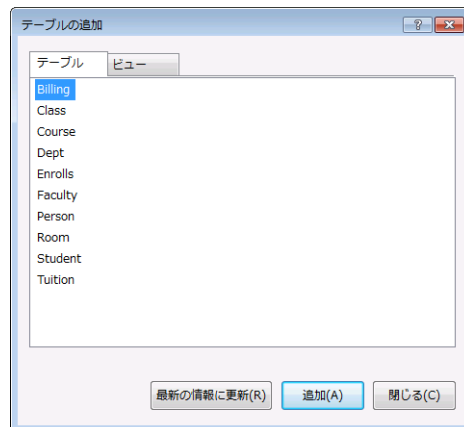 テーブルの追加
テーブル ビュー
Billing
Class
Course
Dept
Enrolls
Faculty
Person
Room
Student
Tuition
最新の情報に更新(R) 追加(A) 閉じる(C)